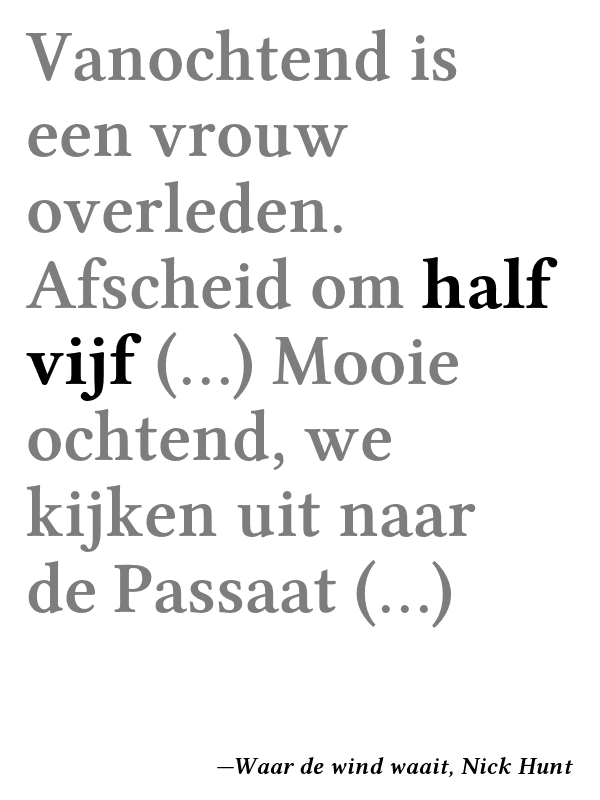 Vanochtend is
een vrouw
overleden.
Afscheid om half
vijf (…) Mooie
ochtend, we
kijken uit naar
de Passaat (…)
—Waar de wind waait, Nick Hunt